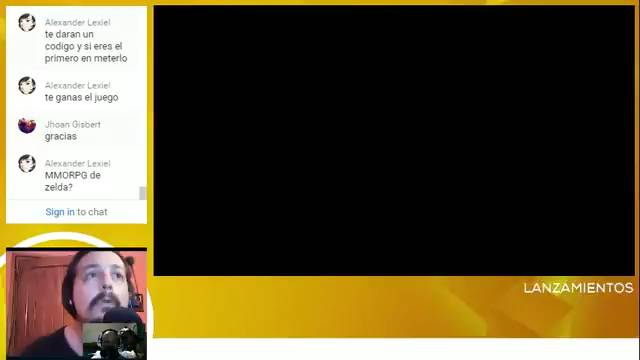 Alexander Lexiel
te daran un
codigo y si eres el
primero en meterlo
Alexander Lexiel
te ganas el juego
Jhoan Gisbert
gracias
Alexander Lexiel
MMORPG de
zelda?
Sign in to chat
LANZAMIENTOS